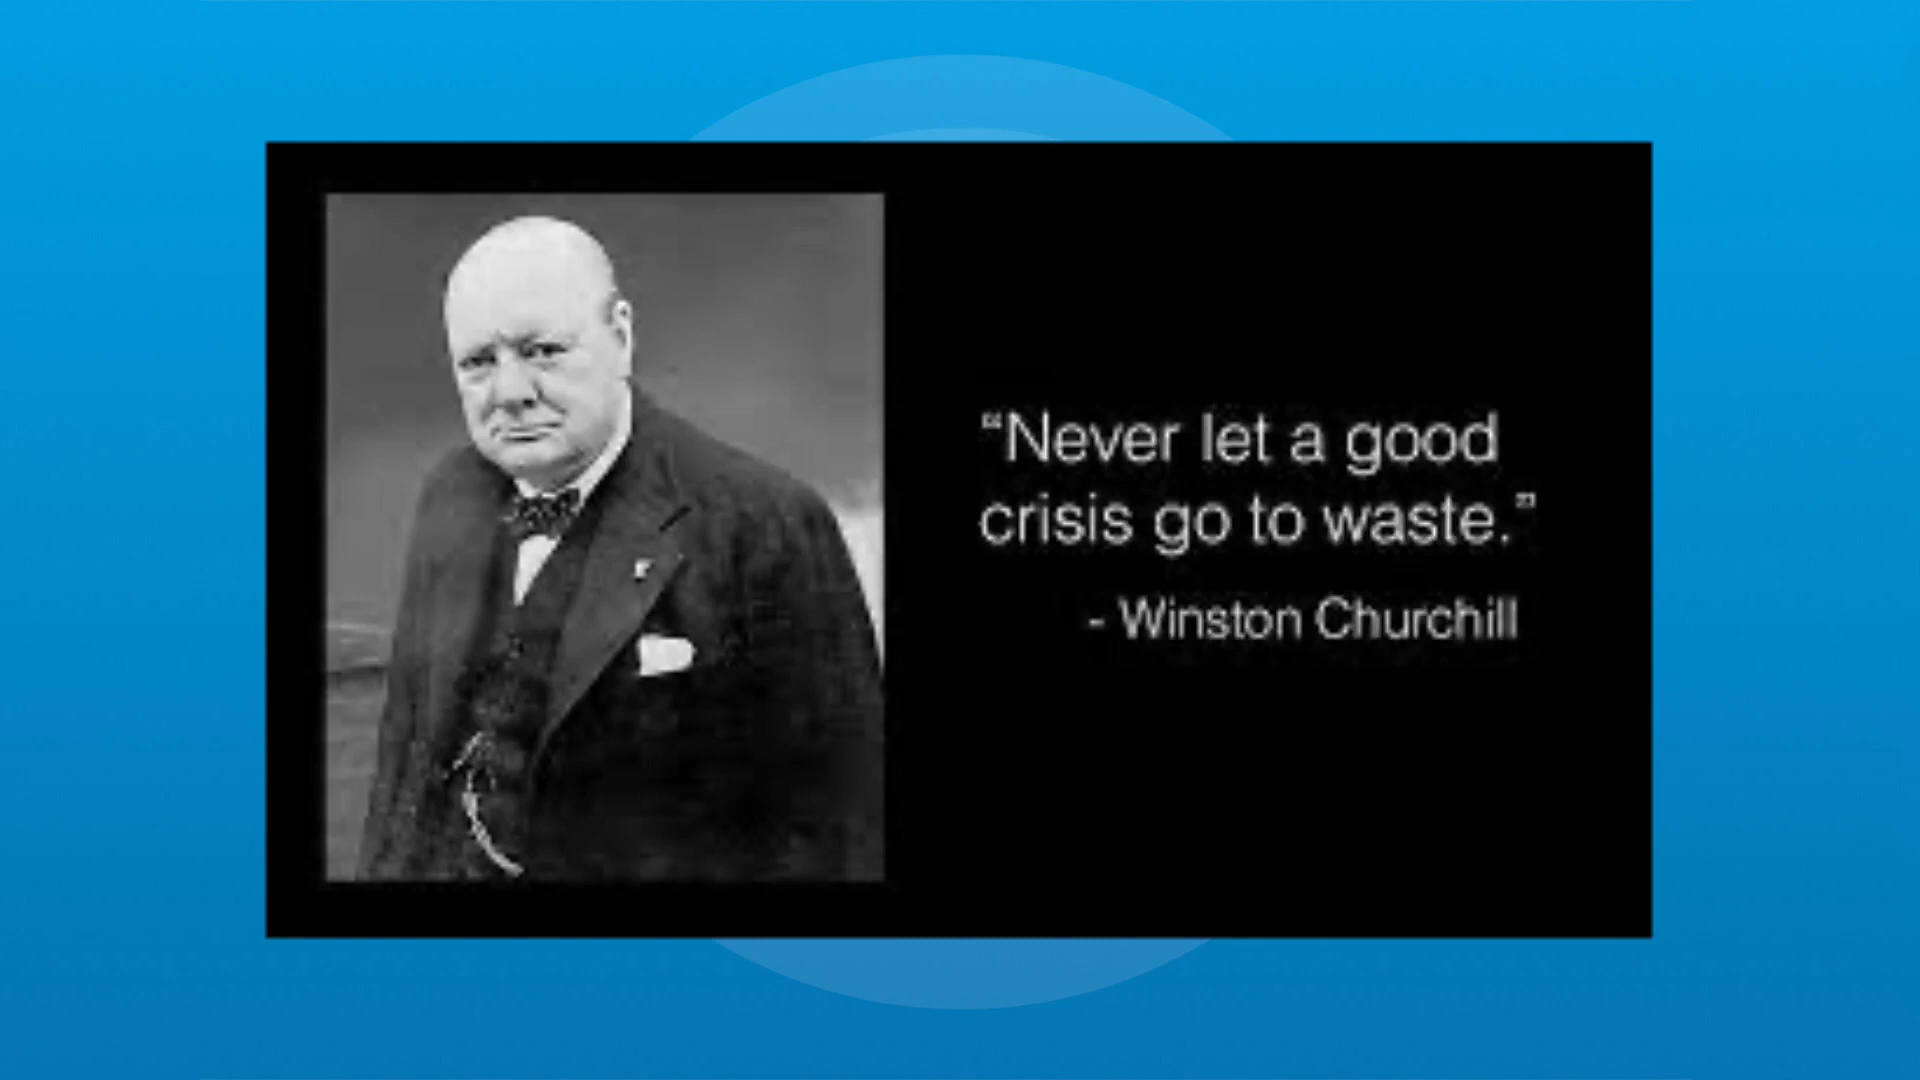 “Never let a good
crisis go to waste.”
- Winston Churchill